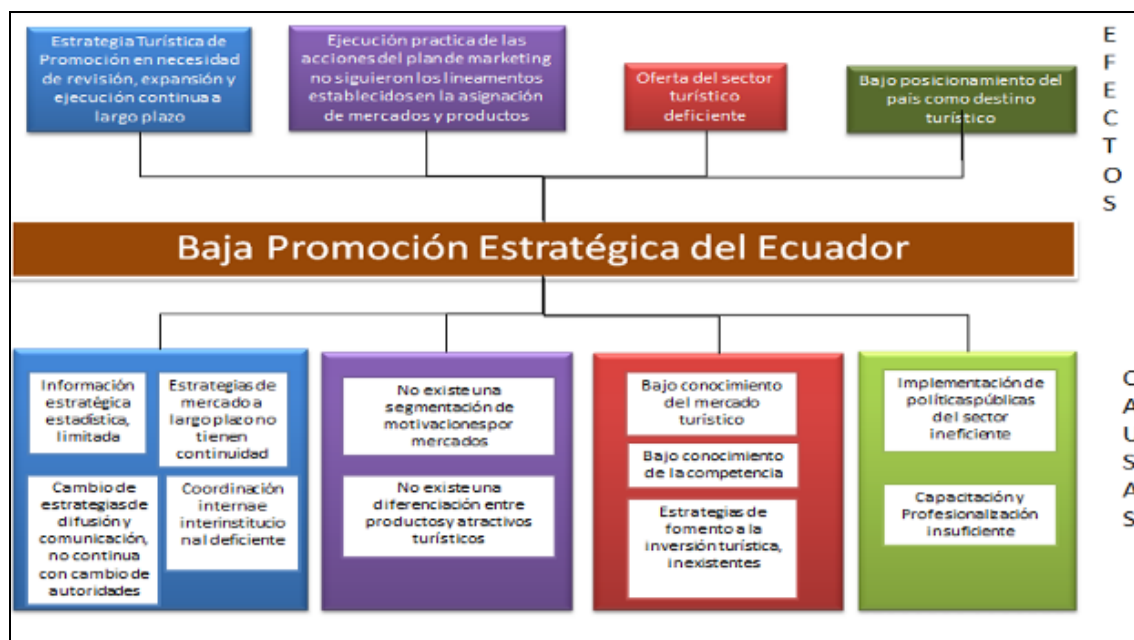 Estrategia Turística de
Promoción en necesidad
de revisión, expansión y
ejecución continua a
largo plazo
Ejecución practica de las
acciones del plan de marketing
no siguieron los lineamentos
establecidos en la asignación
de mercados y productos
Oferta del sector
turístico
deficiente
Bajo posicionamiento del
país como destino
turístico
E
F
E
C
T
O
S
Baja Promoción Estratégica del Ecuador
Información
estratégica
estadística,
limitada
Estrategias de
mercado a
largo plazo no
tienen
continuidad
Cambio de
estrategias de
difusión y
comunicación,
no continua
con cambio de
autoridades
Coordinación
interna e
interinstitucio
nal deficiente
No existe una
segmentación de
motivaciones por
mercados
No existe una
diferenciación entre
productos y atractivos
turísticos
Bajo conocimiento
del mercado
turístico
Bajo conocimiento
de la competencia
Estrategias de
fomento a la
inversión turística,
inexistentes
Implementación de
políticas públicas
del sector
ineficiente
Capacitación y
Profesionalización
insuficiente
C
A
U
S
A
S